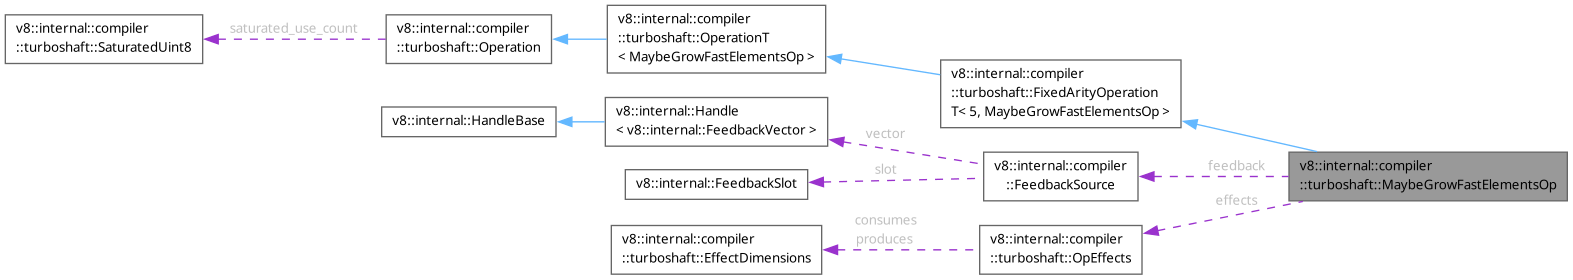 v8::internal::compiler
::turboshaft::SaturatedUint8
saturated_use_count
v8::internal::compiler
::turboshaft::Operation
v8::internal::compiler
::turboshaft::OperationT
< MaybeGrowFastElementsOp >
v8::internal::compiler
::turboshaft::FixedArityOperation
T< 5, MaybeGrowFastElementsOp >
v8::internal::HandleBase
v8::internal::Handle
< v8::internal::FeedbackVector >
vector
slot
v8::internal::FeedbackSlot
v8::internal::compiler
::FeedbackSource
feedback
v8::internal::compiler
::turboshaft::MaybeGrowFastElementsOp
effects
consumes
produces
v8::internal::compiler
::turboshaft::EffectDimensions
v8::internal::compiler
::turboshaft::OpEffects